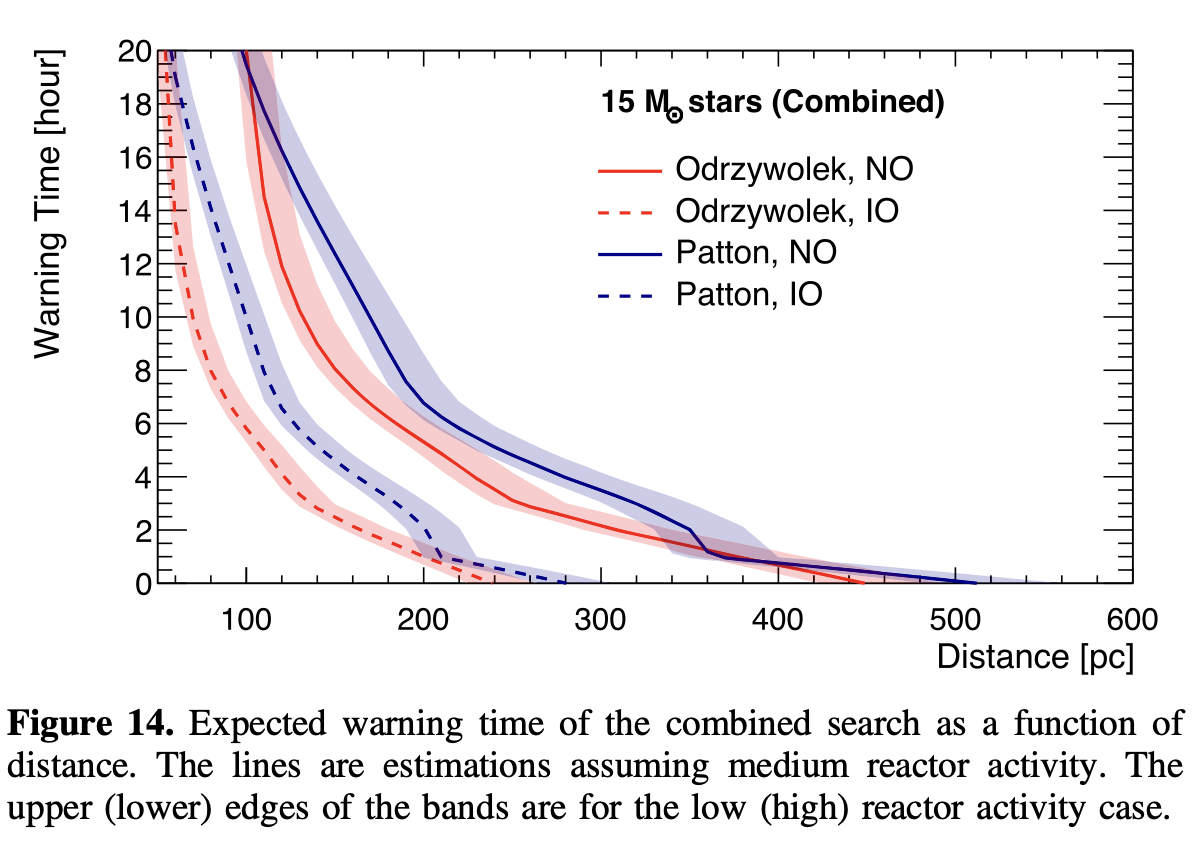 Warning Time [hour]
20
18
16
14
12
10
8
6
4
2
0
15 M⊙ stars (Combined)
Odrzywolek, NO
Odrzywolek, IO
Patton, NO
Patton, IO
100 200 300 400 500 600
Distance [pc]
Figure 14. Expected warning time of the combined search as a function of
distance. The lines are estimations assuming medium reactor activity. The
upper (lower) edges of the bands are for the low (high) reactor activity case.